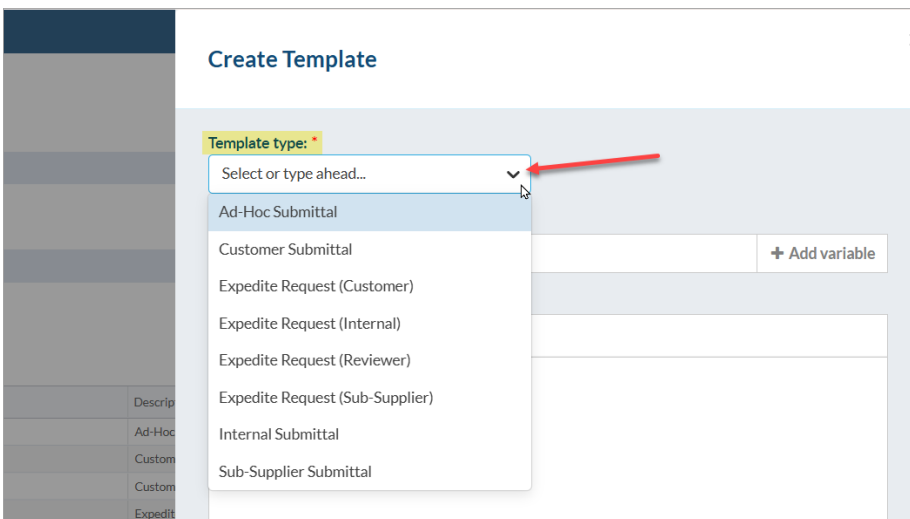 Create Template
Template type: *
Select or type ahead...
Ad-Hoc Submittal
Customer Submittal
+ Add variable
Expedite Request (Customer)
Expedite Request (Internal)
Expedite Request (Reviewer)
Expedite Request (Sub-Supplier)
Internal Submittal
Sub-Supplier Submittal
Descrip
Ad-Hoc
Custom
Custom
Expedit